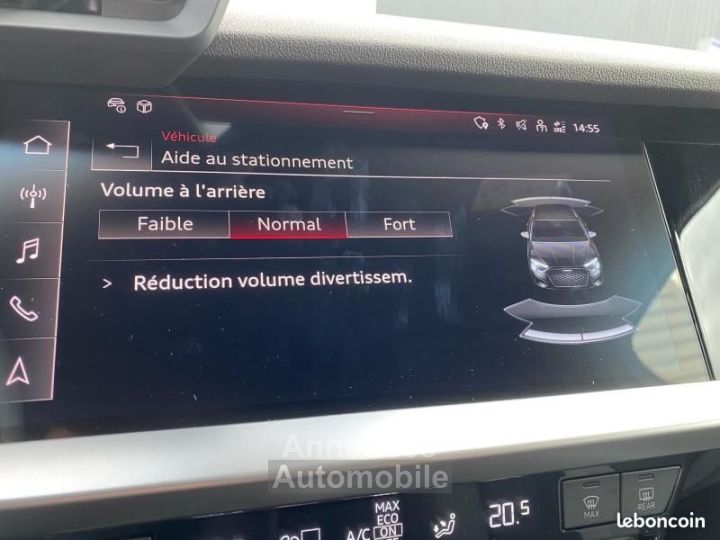 14:55
Véhicule
Aide au stationnement
Volume à l'arrière
Faible Normal Fort
> Réduction volume divertissem.
Annonces
Automobile
MAX
ECO
A/C ON
20.5
MAX
REAR
leboncoin